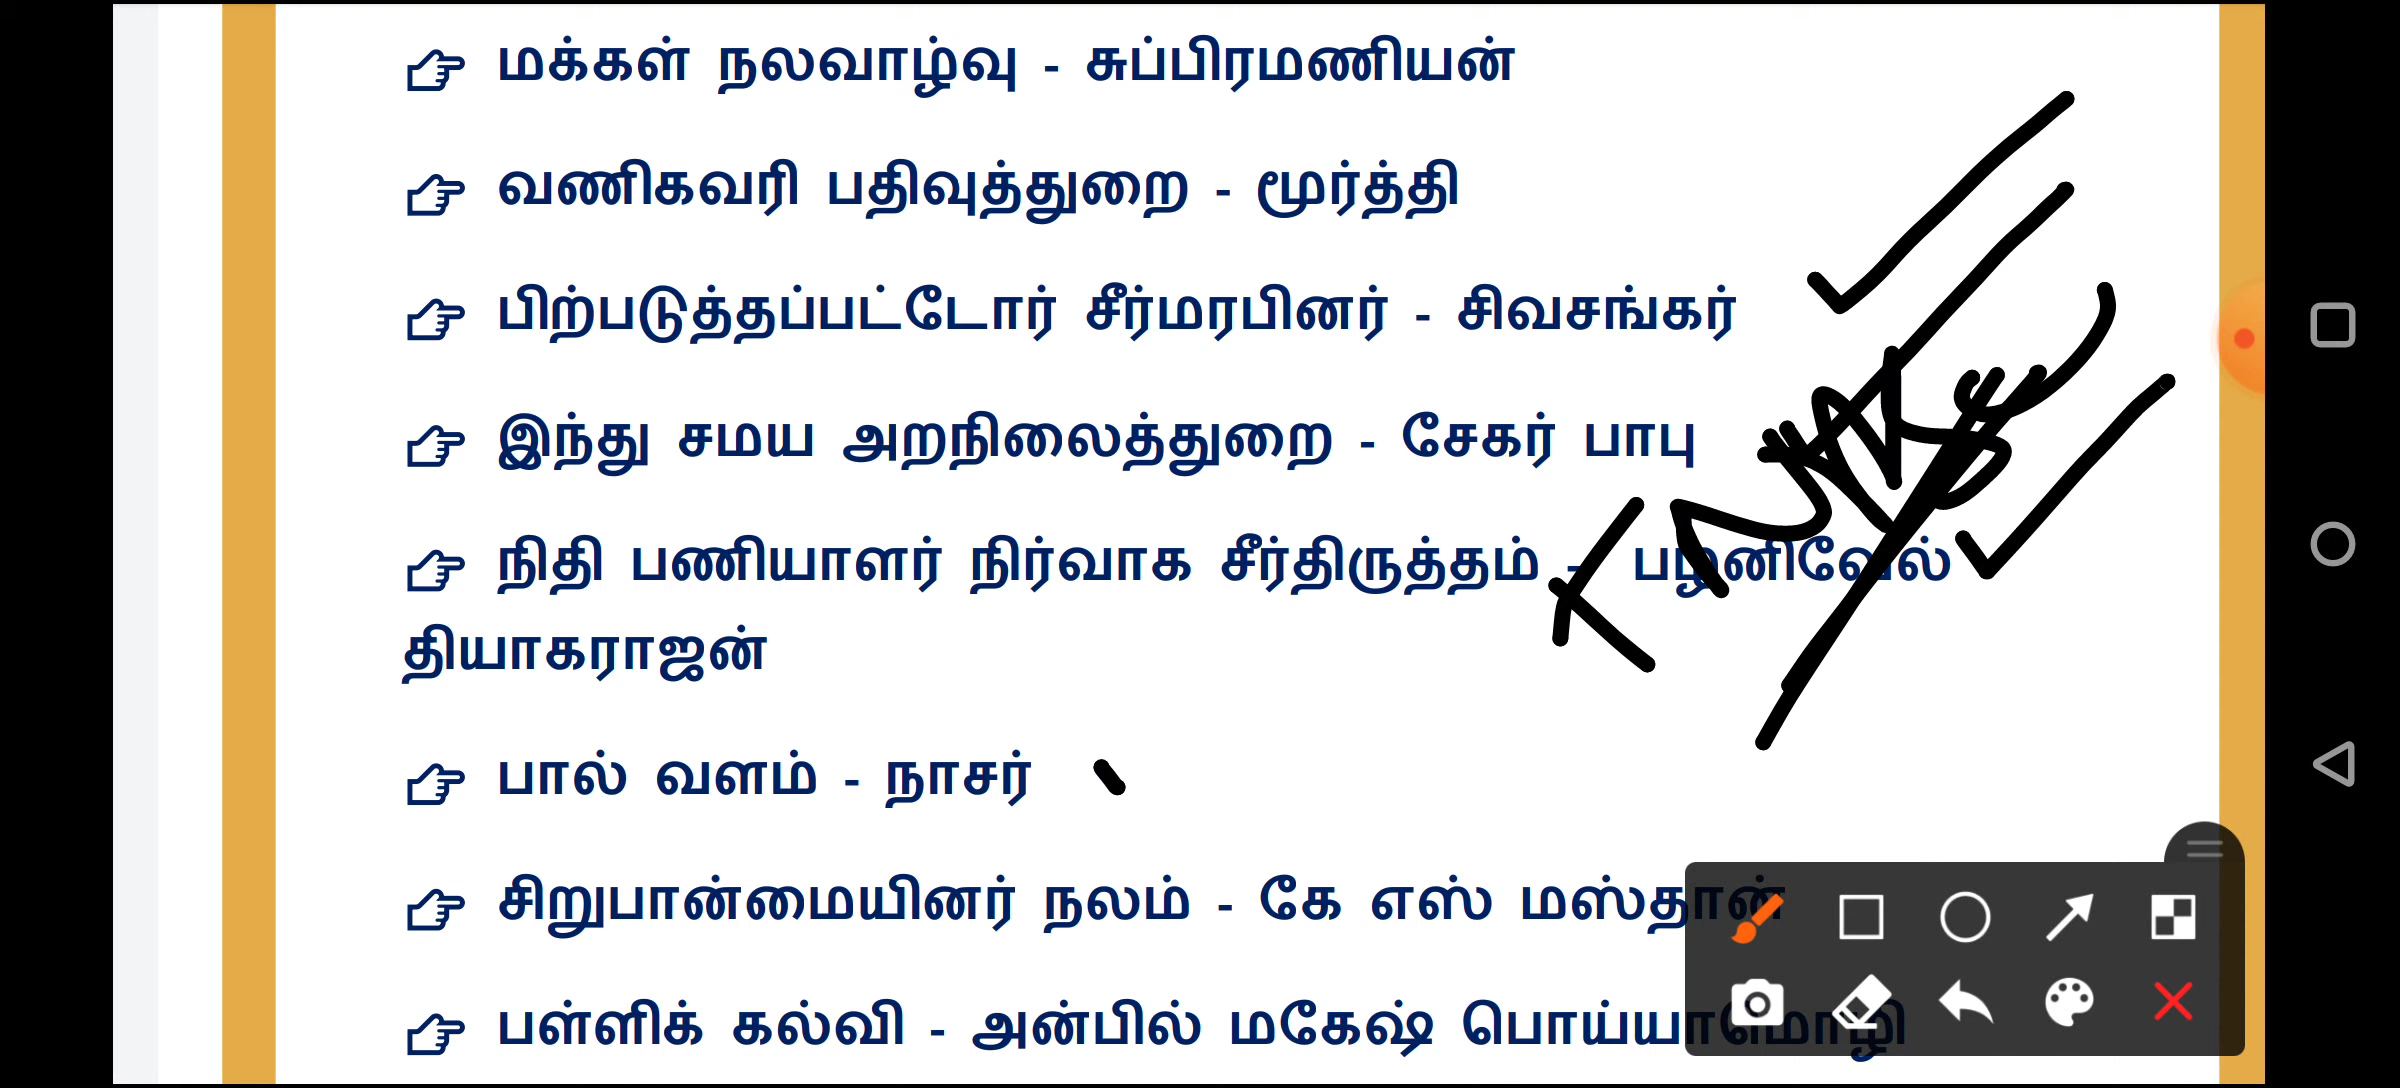 மக்கள் நலவாழ்வு - சுப்பிரமணியன்
வணிகவரி பதிவுத்துறை - மூர்த்தி
பிற்படுத்தப்பட்டோர் சீர்மரபினர் - சிவசங்கர்
இந்து சமய அறநிலைத்துறை - சேகர் பாபு
நிதி பணியாளர் நிர்வாக சீர்திருத்தம் - பழனிவேல்
தியாகராஜன்
பால் வளம் - நாசர்
சிறுபான்மையினர் நலம் - கே எஸ் மஸ்தான்
பள்ளிக் கல்வி - அன்பில் மகேஷ் பொய்யாமொழி